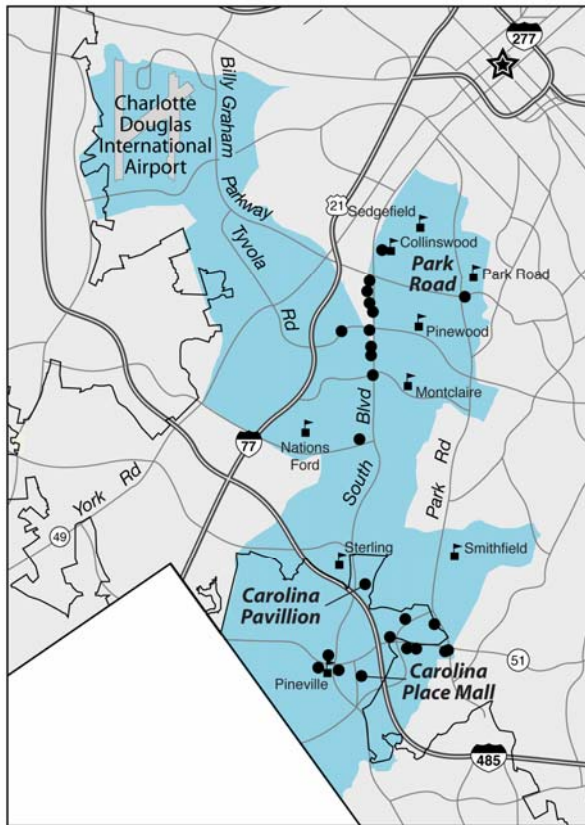 277
Charlotte
Douglas
International
Airport
Billy Graham
Parkway
21
Sedgefield
Collinswood
Park
Road
Park Road
Tyvola
Rd
Pinewood
Montclaire
Blvd
South
77
Nations
Ford
Park Rd
York Rd
49
Sterling
Smithfield
Carolina
Pavillion
51
Pineville
Carolina
Place Mall
485